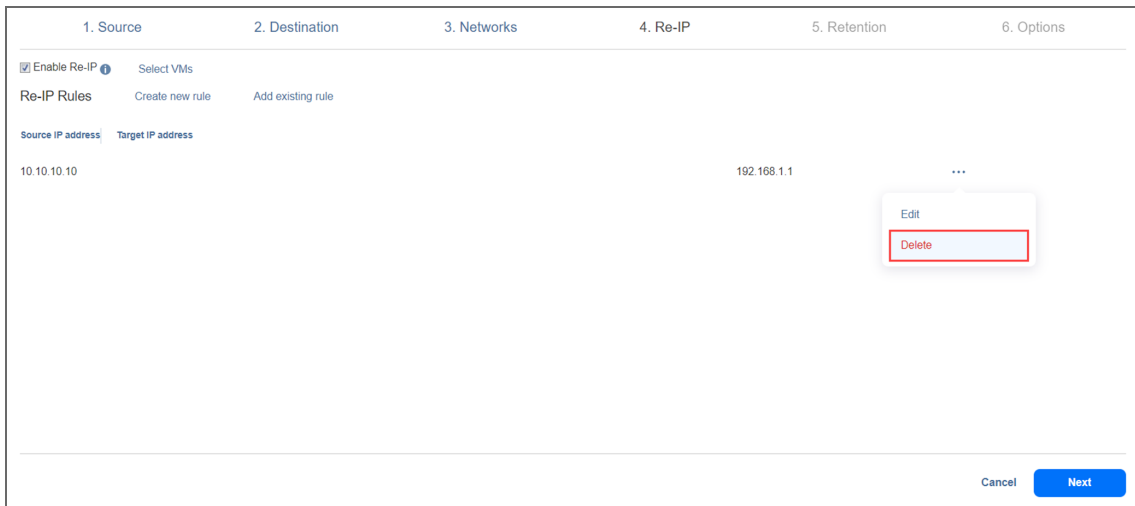 1. Source 2. Destination 3. Networks 4. Re-IP 5. Retention 6. Options
Enable Re-IP Select VMs
Re-IP Rules Create new rule Add existing rule
Source IP address Target IP address
10.10.10.10 192.168.1.1 ...
Edit
Delete
Cancel Next